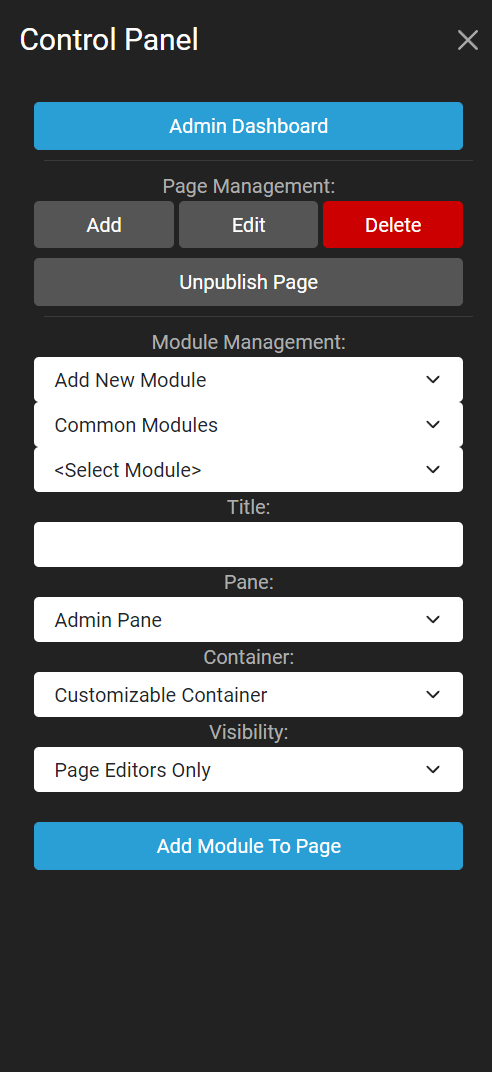 Control Panel
Admin Dashboard
Page Management:
Add Edit Delete
Unpublish Page
Module Management:
Add New Module
Common Modules
<Select Module>
Title:
Pane:
Admin Pane
Container:
Customizable Container
Visibility:
Page Editors Only
Add Module To Page